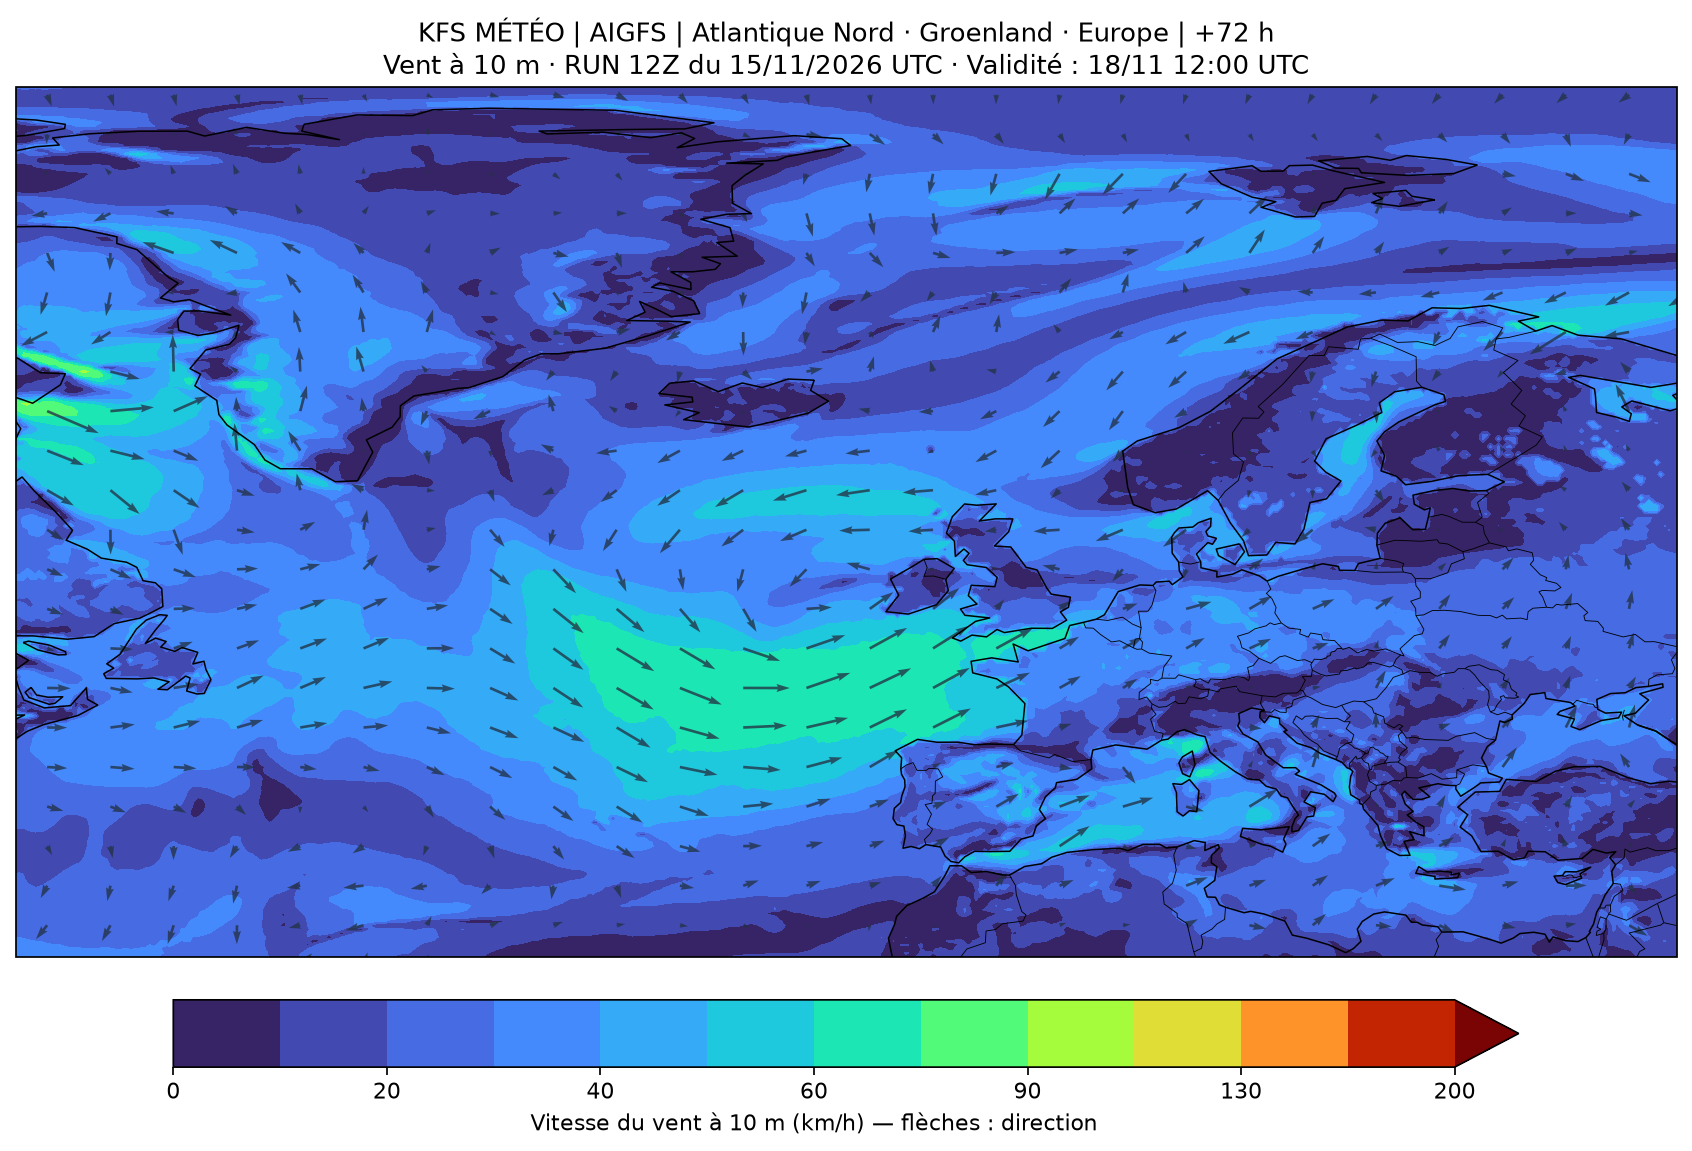 KFS MÉTÉO | AIGFS | Atlantique Nord · Groenland · Europe | +72 h
Vent à 10 m · RUN 12Z du 15/11/2026 UTC · Validité : 18/11 12:00 UTC
0 20 40 60 90 130 200
Vitesse du vent à 10 m (km/h) — flèches : direction